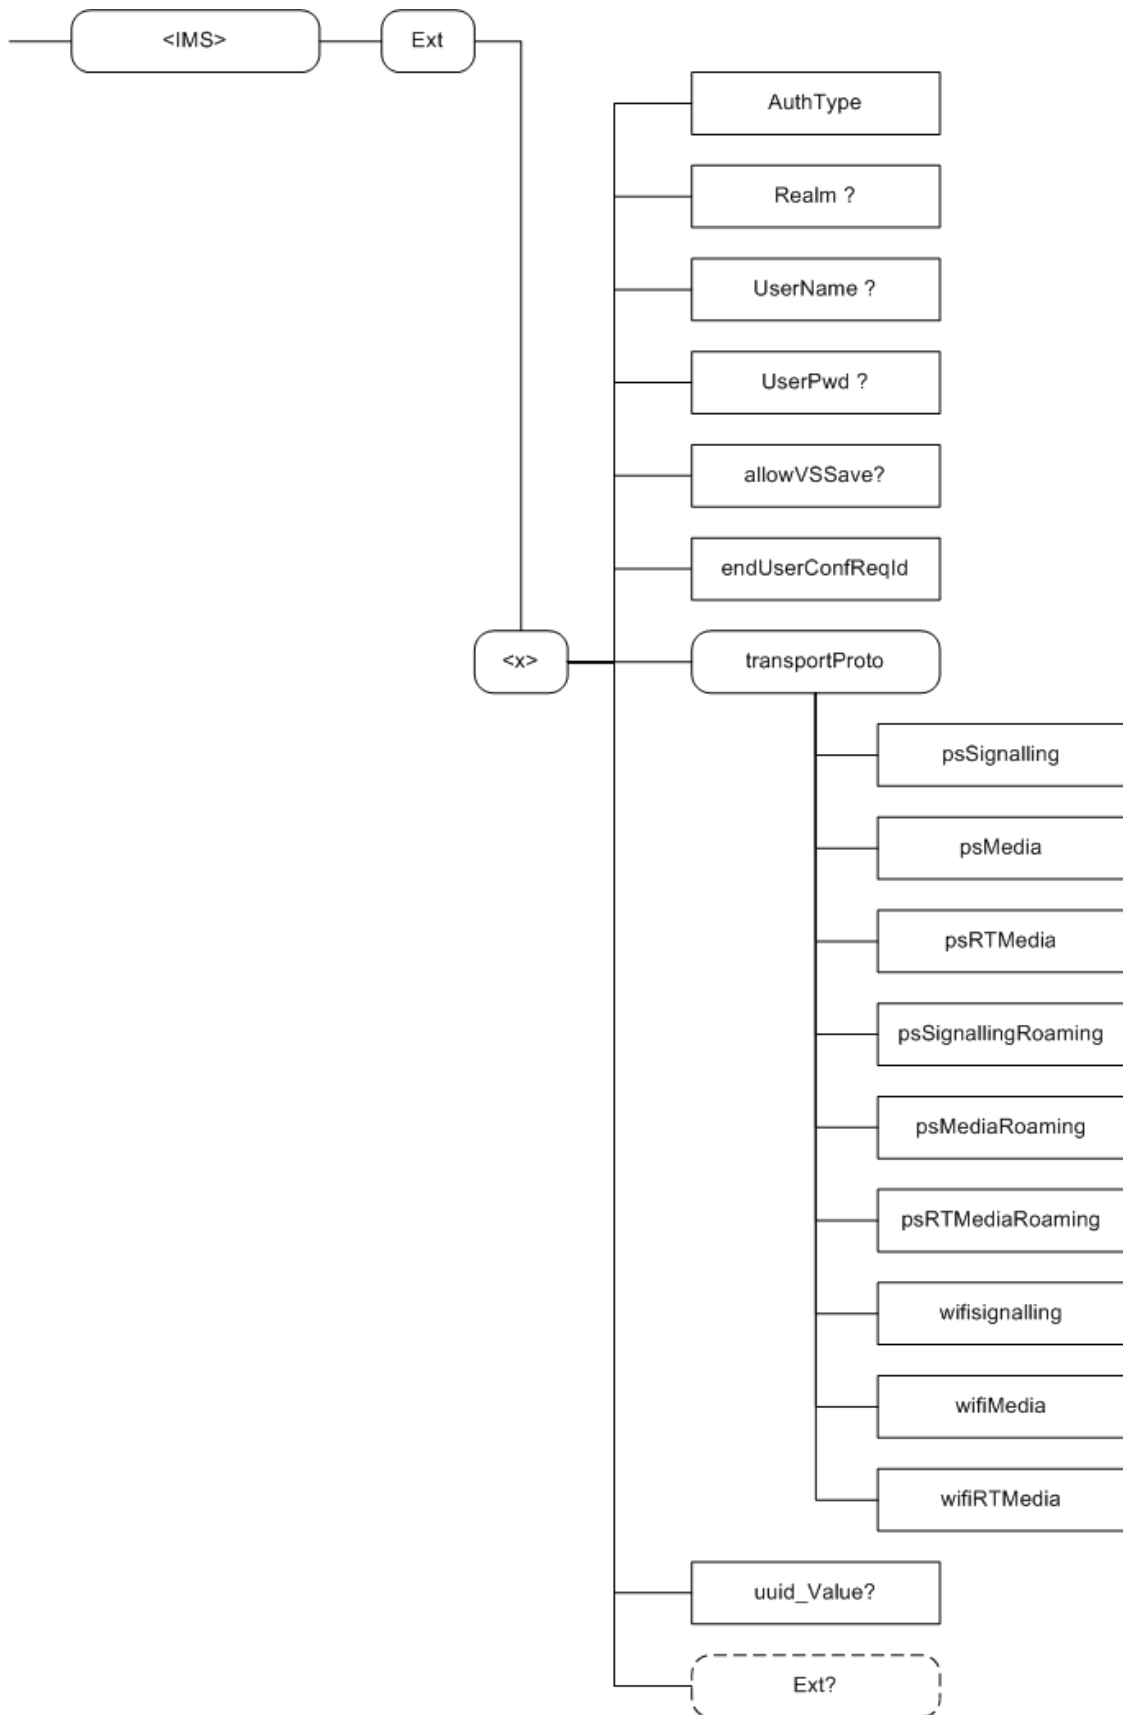 <IMS>
Ext
AuthType
Realm ?
UserName ?
UserPwd ?
allowVSSave?
endUserConfReqId
<x>
transportProto
psSignalling
psMedia
psRTMedia
psSignallingRoaming
psMediaRoaming
psRTMediaRoaming
wifisignalling
wifiMedia
wifiRTMedia
uuid_Value?
Ext?